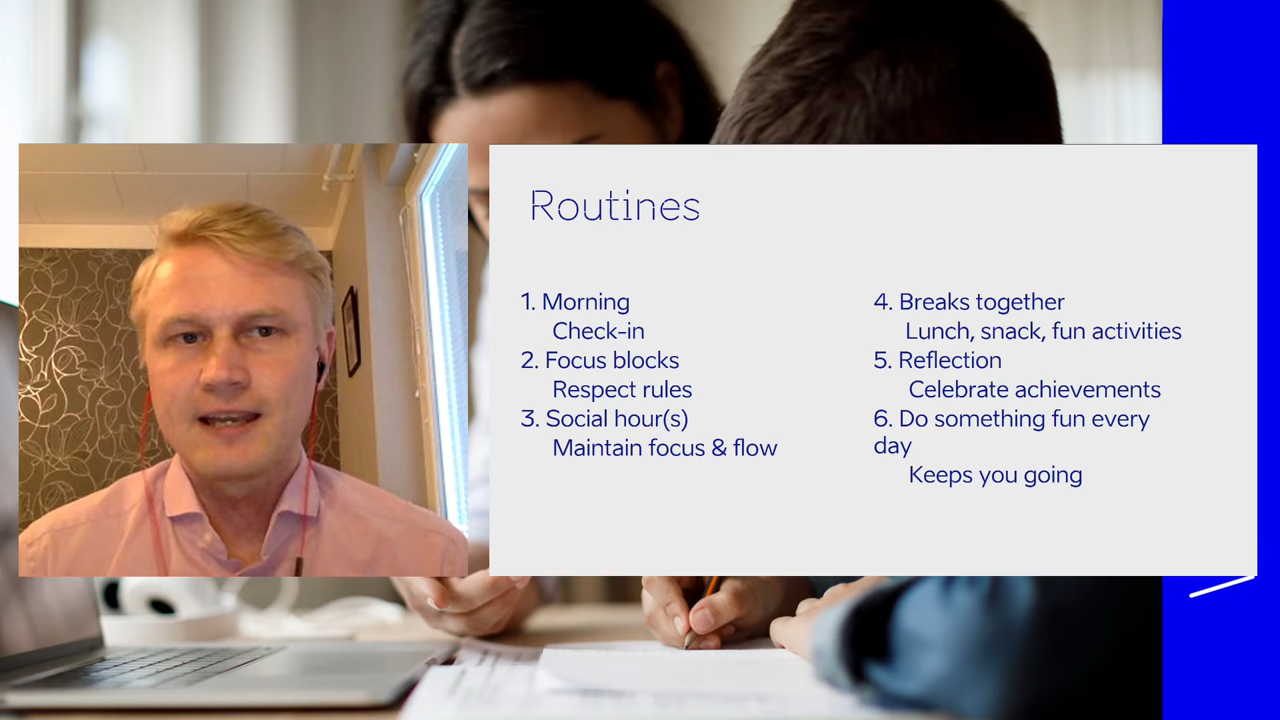 Routines
1. Morning
Check-in
2. Focus blocks
Respect rules
3. Social hour(s)
Maintain focus & flow
4. Breaks together
Lunch, snack, fun activities
5. Reflection
Celebrate achievements
6. Do something fun every
day
Keeps you going